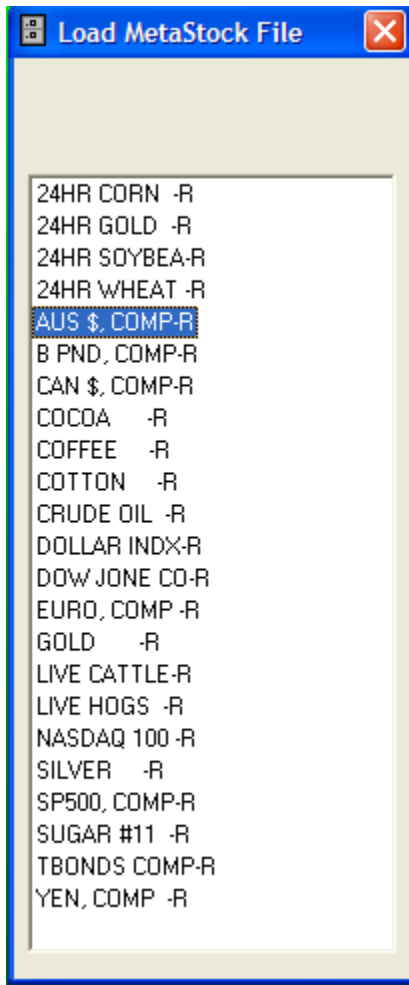 Load MetaStock File
24HR CORN  -R
24HR GOLD  -R
24HR SOYBEA-R
24HR WHEAT -R
AUS $, COMP-R
B PND, COMP-R
CAN $, COMP-R
COCOA      -R
COFFEE     -R
COTTON     -R
CRUDE OIL  -R
DOLLAR INDX-R
DOW JONE CO-R
EURO, COMP -R
GOLD       -R
LIVE CATTLE-R
LIVE HOGS  -R
NASDAQ 100 -R
SILVER     -R
SP500, COMP-R
SUGAR #11  -R
TBONDS COMP-R
YEN, COMP  -R